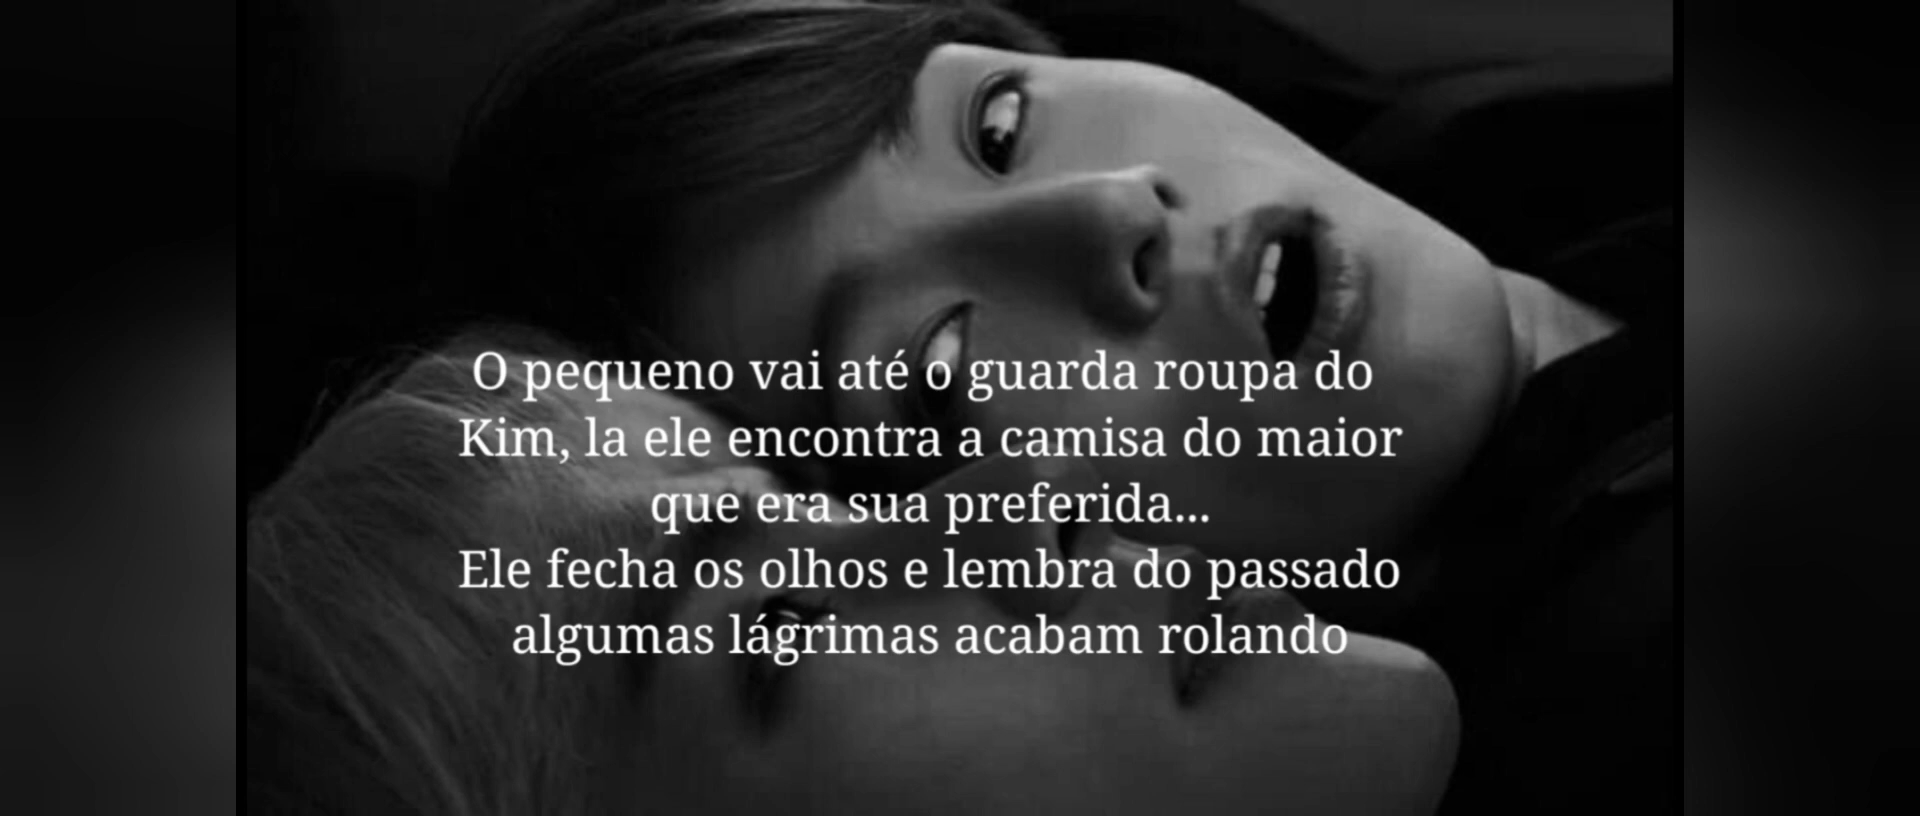 O pequeno vai até o guarda roupa do
Kim, la ele encontra a camisa do maior
que era sua preferida...
Ele fecha os olhos e lembra do passado
algumas lágrimas acabam rolando